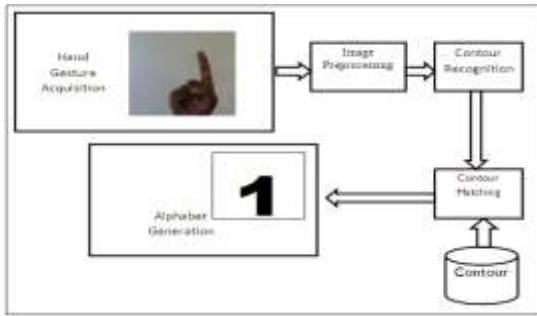 Hand
Gesture
Acquisition
Image
Preprocessing
Contour
Recognition
Contour
Matching
1
Alphabet
Generation
Contour